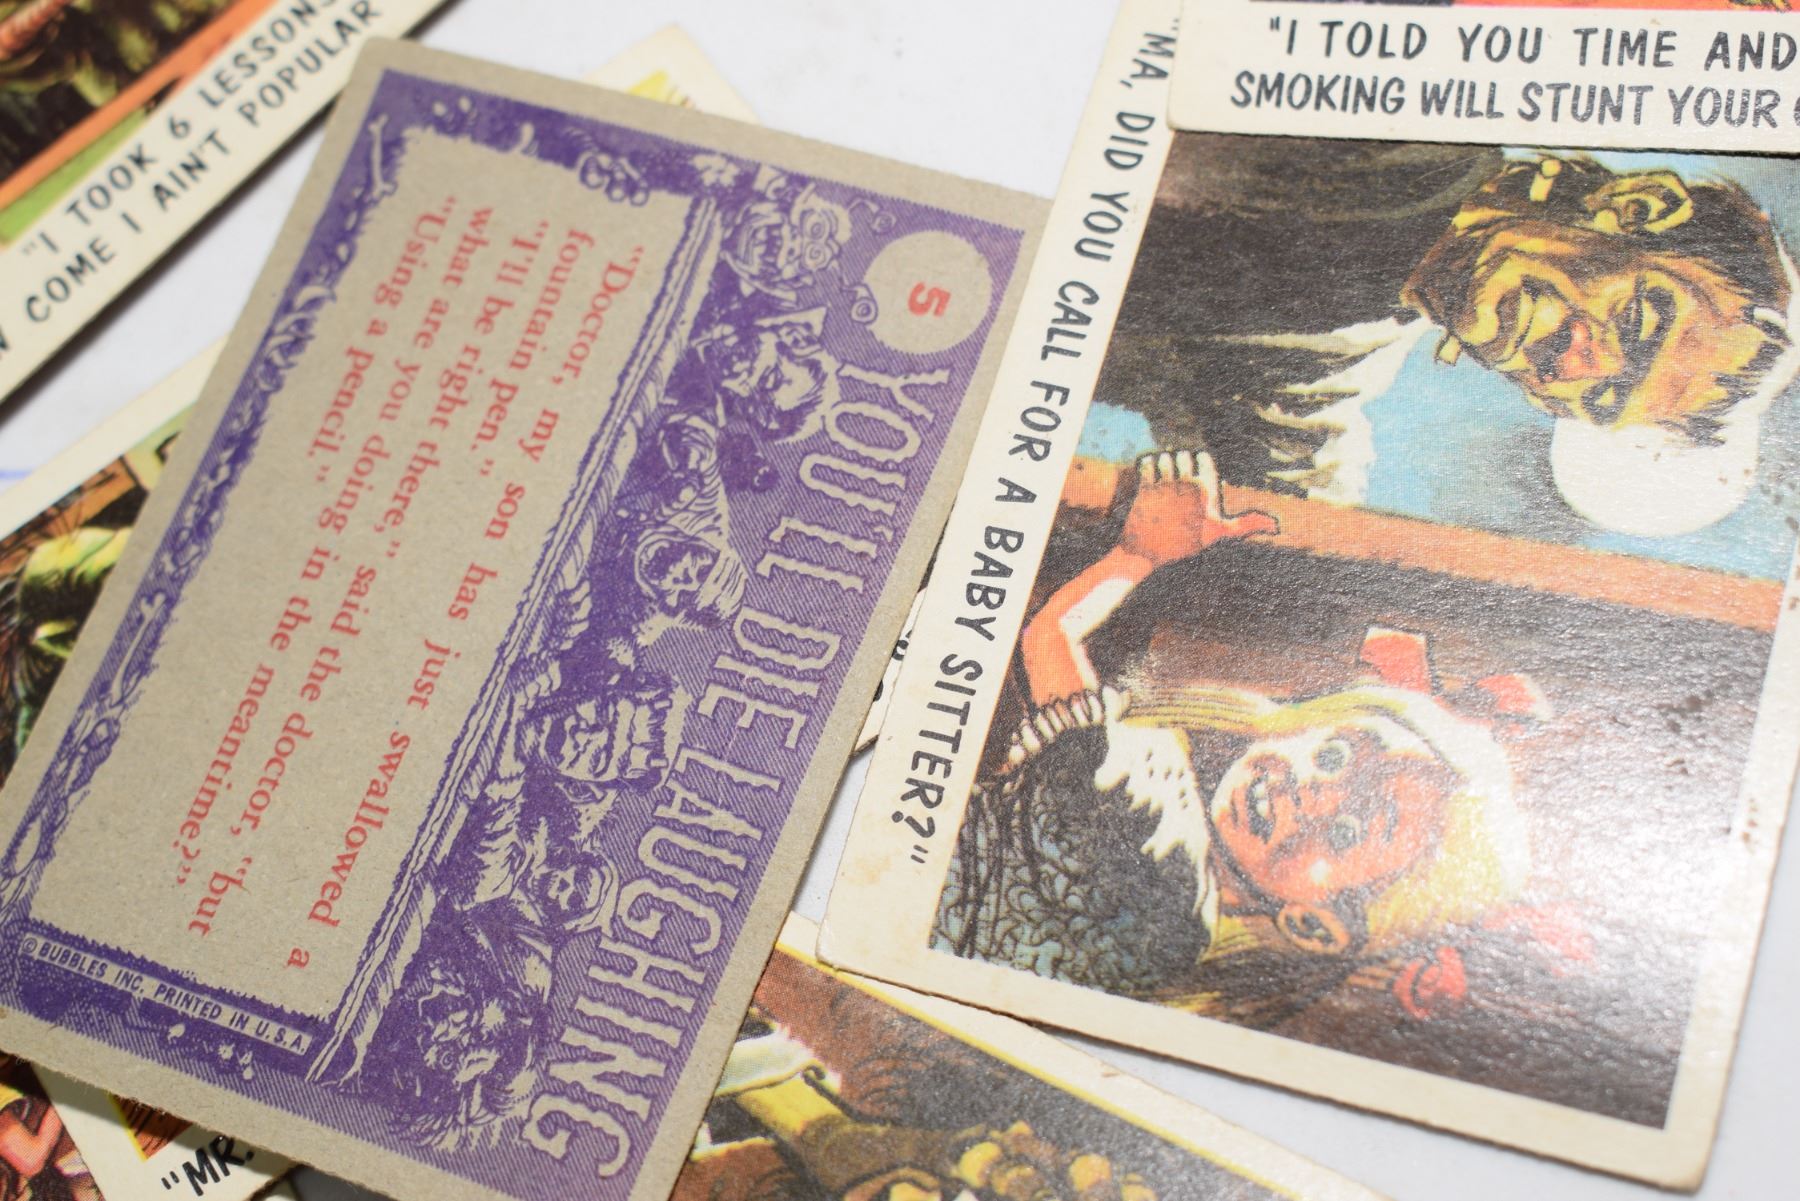 "I TOOK 6 LESSONS
COME I AIN'T POPULAR
5
YOU'LL DIE LAUGHING
"Doctor, my son has just swallowed a
fountain pen."
"I'll be right there," said the doctor, "but
what are you doing in the meantime?"
"Using a pencil."
© BUBBLES INC. PRINTED IN U.S.A.
"MR.
"MA, DID YOU CALL FOR A BABY SITTER?"
"I TOLD YOU TIME AND
SMOKING WILL STUNT YOUR